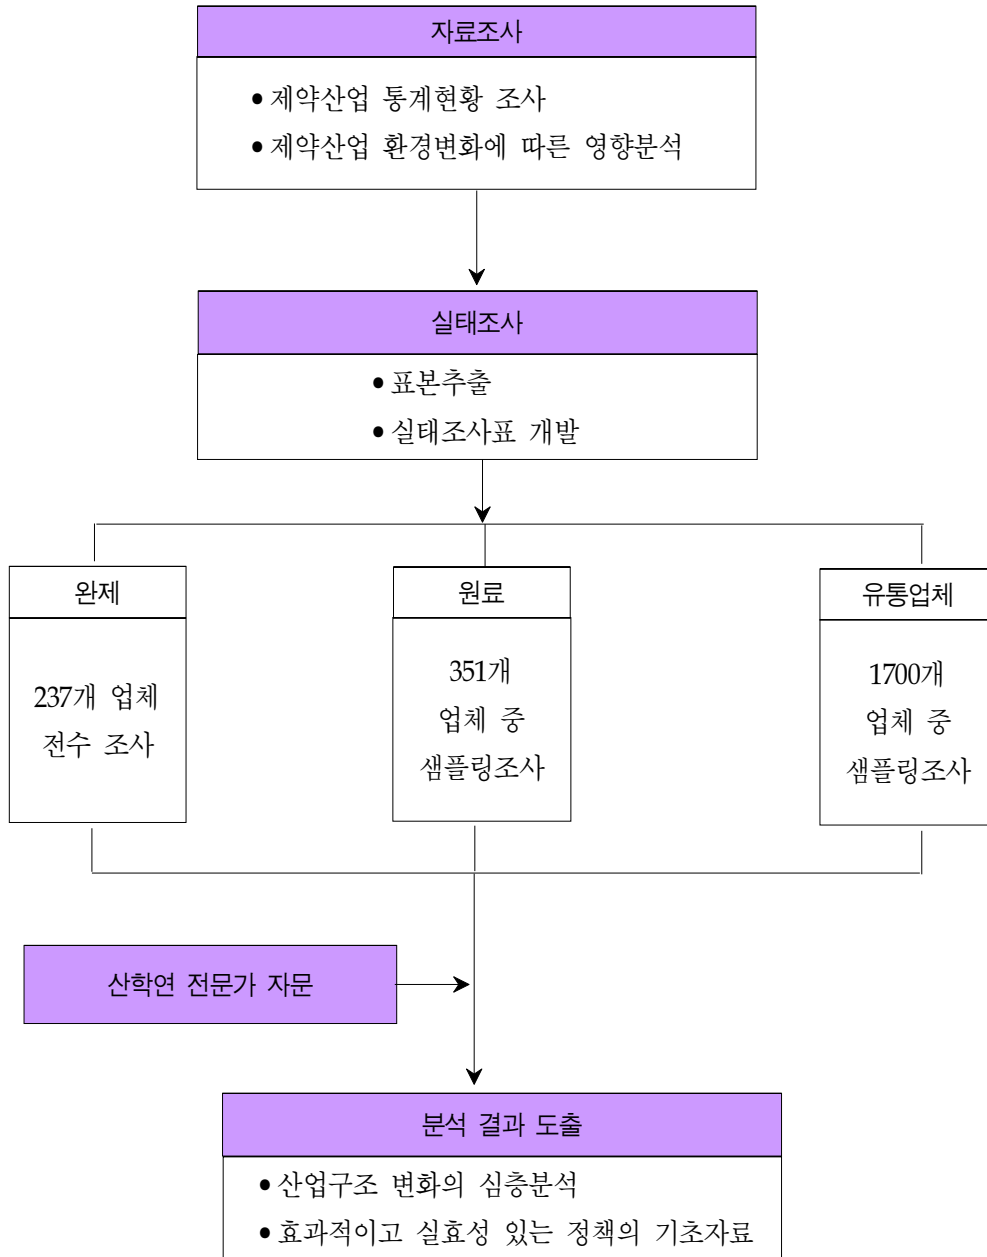 자료조사
• 제약산업 통계현황 조사
• 제약산업 환경변화에 따른 영향분석
실태조사
• 표본추출
• 실태조사표 개발
완제
237개 업체
전수 조사
원료
351개
업체 중
샘플링조사
유통업체
1700개
업체 중
샘플링조사
산학연 전문가 자문
분석 결과 도출
• 산업구조 변화의 심층분석
• 효과적이고 실효성 있는 정책의 기초자료